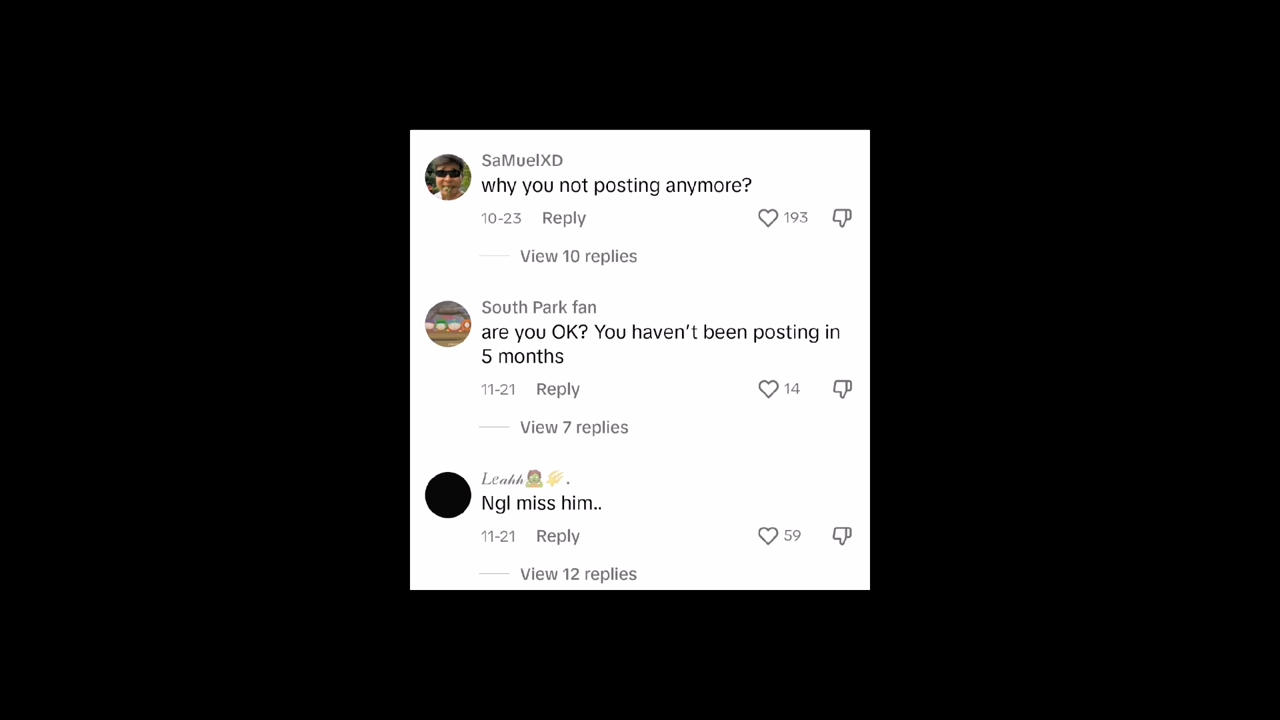 SaMuelXD
why you not posting anymore?
10-23 Reply 193
View 10 replies
South Park fan
are you OK? You haven't been posting in
5 months
11-21 Reply 14
View 7 replies
𝐿𝑒𝒶𝒽𝒽🧟🌠.
Ngl miss him..
11-21 Reply 59
View 12 replies